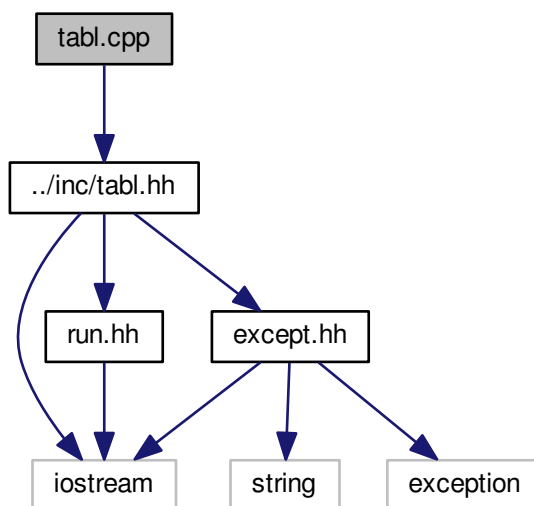 tabl.cpp
../inc/tabl.hh
run.hh
except.hh
iostream
string
exception